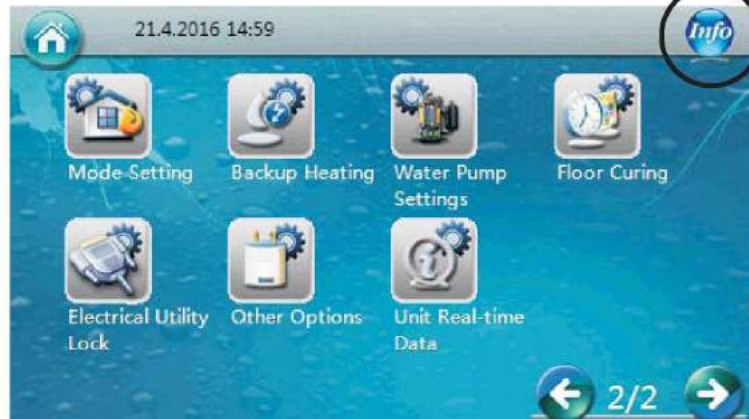 21.4.2016 14:59
Info
Mode Setting
Backup Heating
Water Pump
Settings
Floor Curing
Electrical Utility
Lock
Other Options
Unit Real-time
Data
2/2